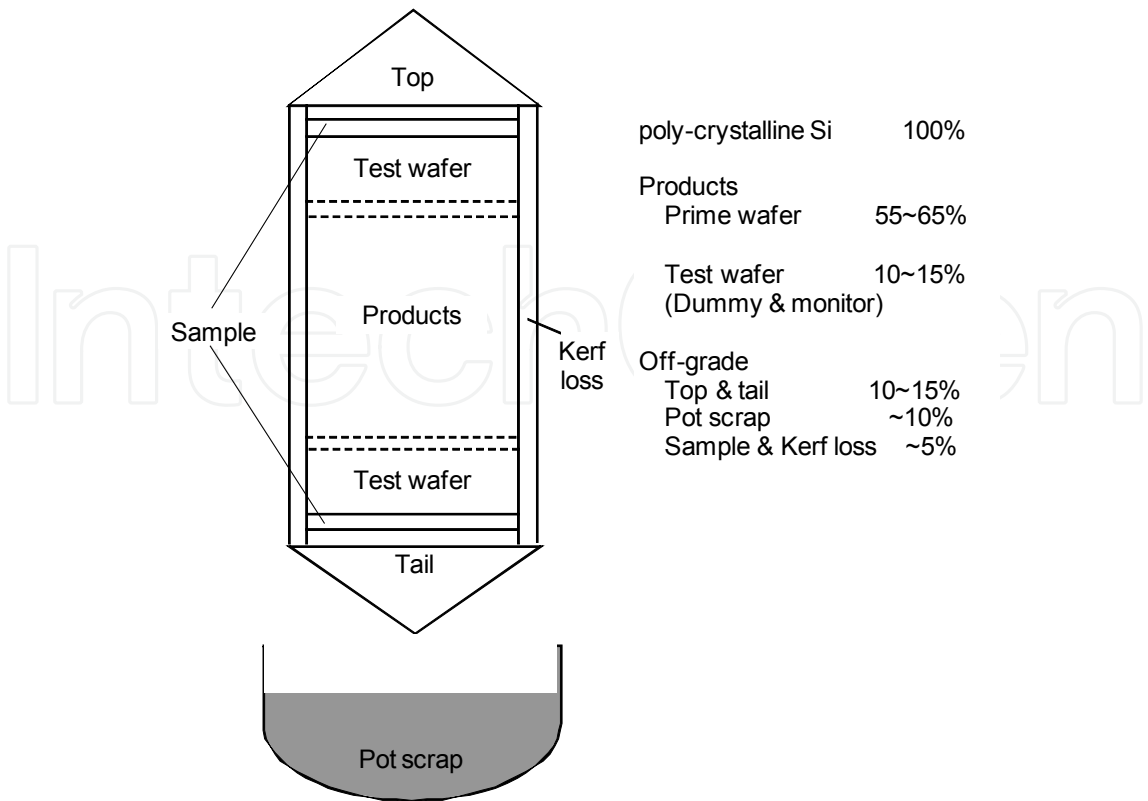 Top
Test wafer
Products
Sample
Kerf
loss
Test wafer
Tail
Pot scrap
poly-crystalline Si 100%
Products
Prime wafer 55~65%
Test wafer 10~15%
(Dummy & monitor)
Off-grade
Top & tail 10~15%
Pot scrap ~10%
Sample & Kerf loss ~5%